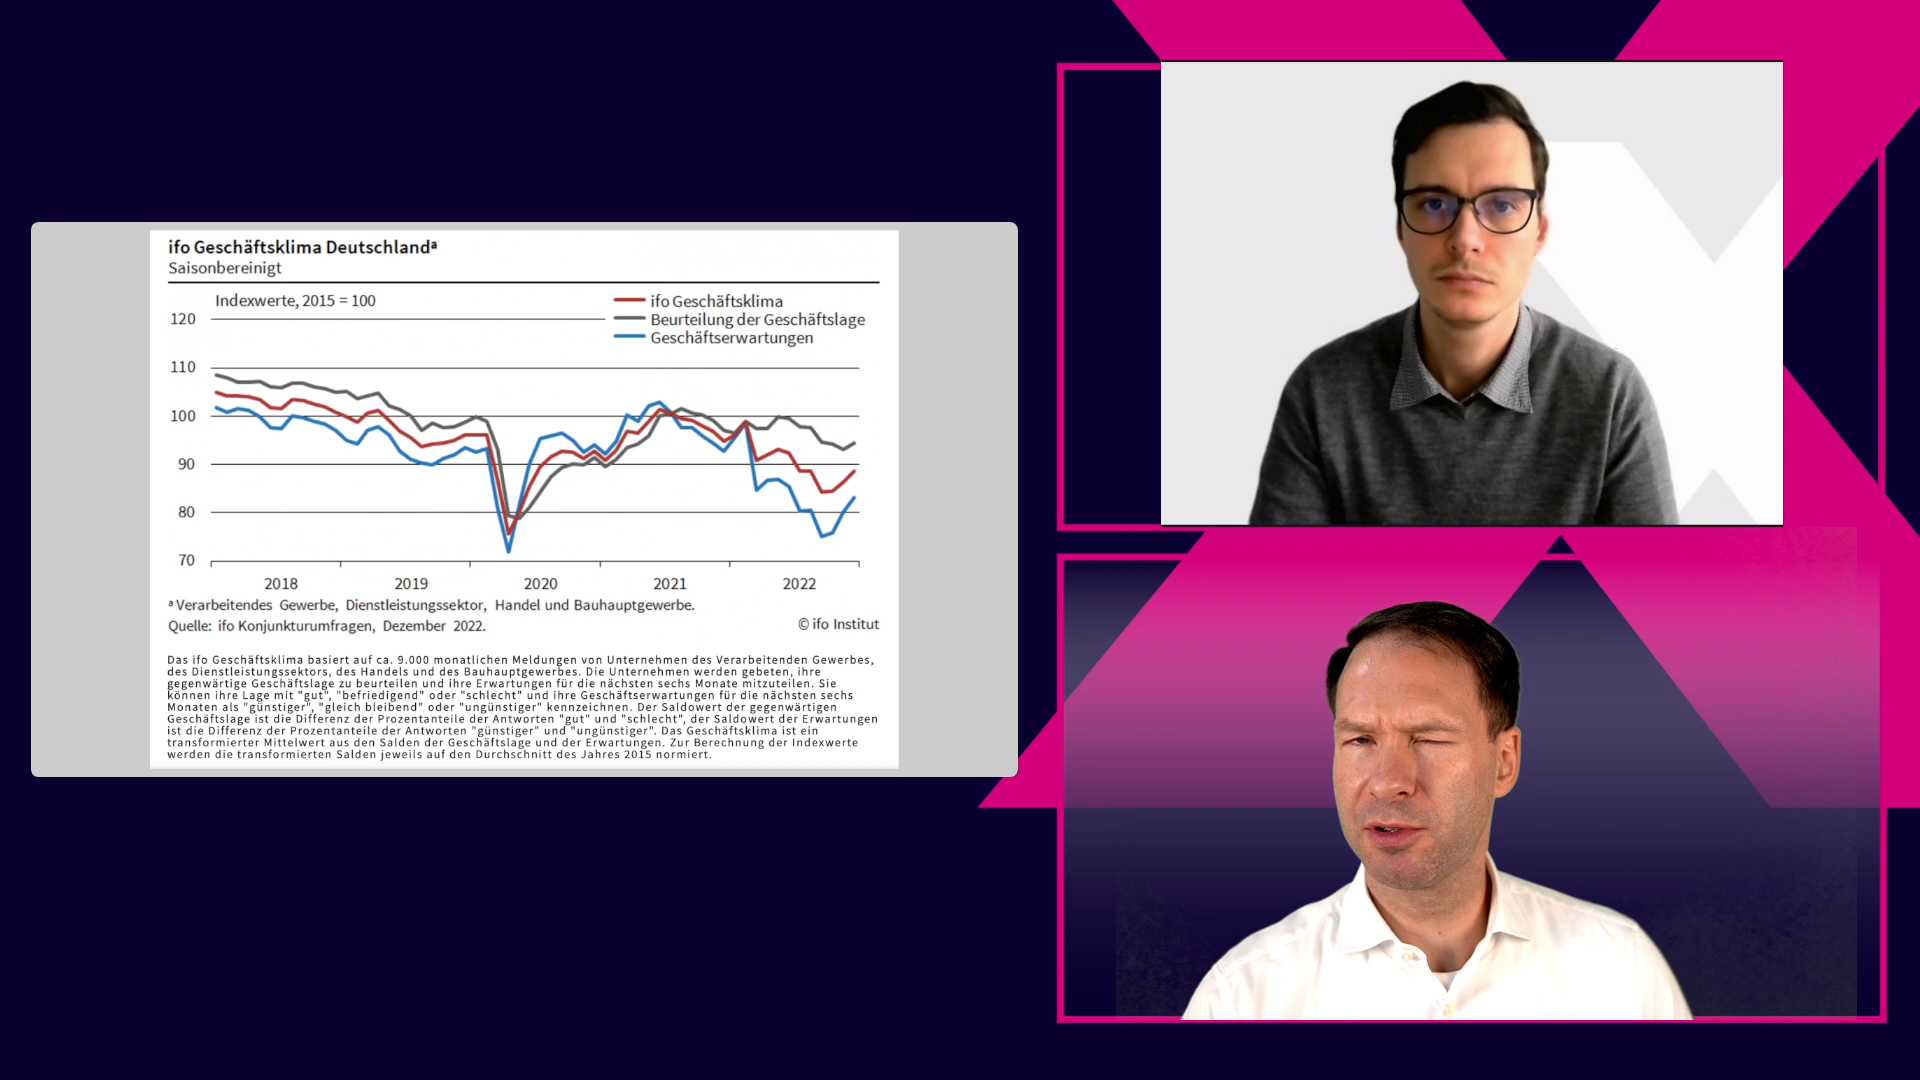 ifo Geschäftsklima Deutschlandᵃ
Saisonbereinigt
Indexwerte, 2015 = 100
ifo Geschäftsklima
Beurteilung der Geschäftslage
Geschäftserwartungen
120
110
100
90
80
70
2018 2019 2020 2021 2022
ᵃ Verarbeitendes Gewerbe, Dienstleistungssektor, Handel und Bauhauptgewerbe.
Quelle: ifo Konjunkturumfragen, Dezember 2022.
© ifo Institut
Das ifo Geschäftsklima basiert auf ca. 9.000 monatlichen Meldungen von Unternehmen des Verarbeitenden Gewerbes,
des Dienstleistungssektors, des Handels und des Bauhauptgewerbes. Die Unternehmen werden gebeten, ihre
gegenwärtige Geschäftslage zu beurteilen und ihre Erwartungen für die nächsten sechs Monate mitzuteilen. Sie
können ihre Lage mit "gut", "befriedigend" oder "schlecht" und ihre Geschäftserwartungen für die nächsten sechs
Monaten als "günstiger", "gleich bleibend" oder "ungünstiger" kennzeichnen. Der Saldowert der gegenwärtigen
Geschäftslage ist die Differenz der Prozentanteile der Antworten "gut" und "schlecht", der Saldowert der Erwartungen
ist die Differenz der Prozentanteile der Antworten "günstiger" und "ungünstiger". Das Geschäftsklima ist ein
transformierter Mittelwert aus den Salden der Geschäftslage und der Erwartungen. Zur Berechnung der Indexwerte
werden die transformierten Salden jeweils auf den Durchschnitt des Jahres 2015 normiert.